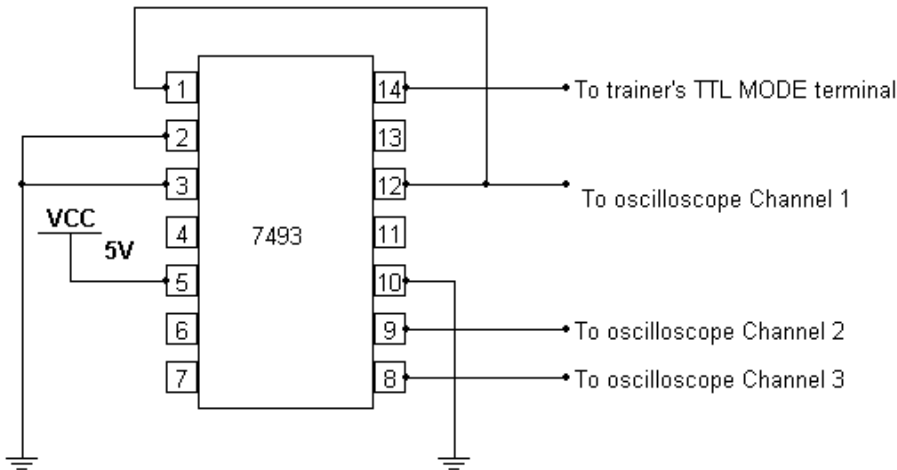 1
14
To trainer's TTL MODE terminal
2
13
3
12
To oscilloscope Channel 1
VCC
4
7493
11
5V
5
10
6
9
To oscilloscope Channel 2
7
8
To oscilloscope Channel 3